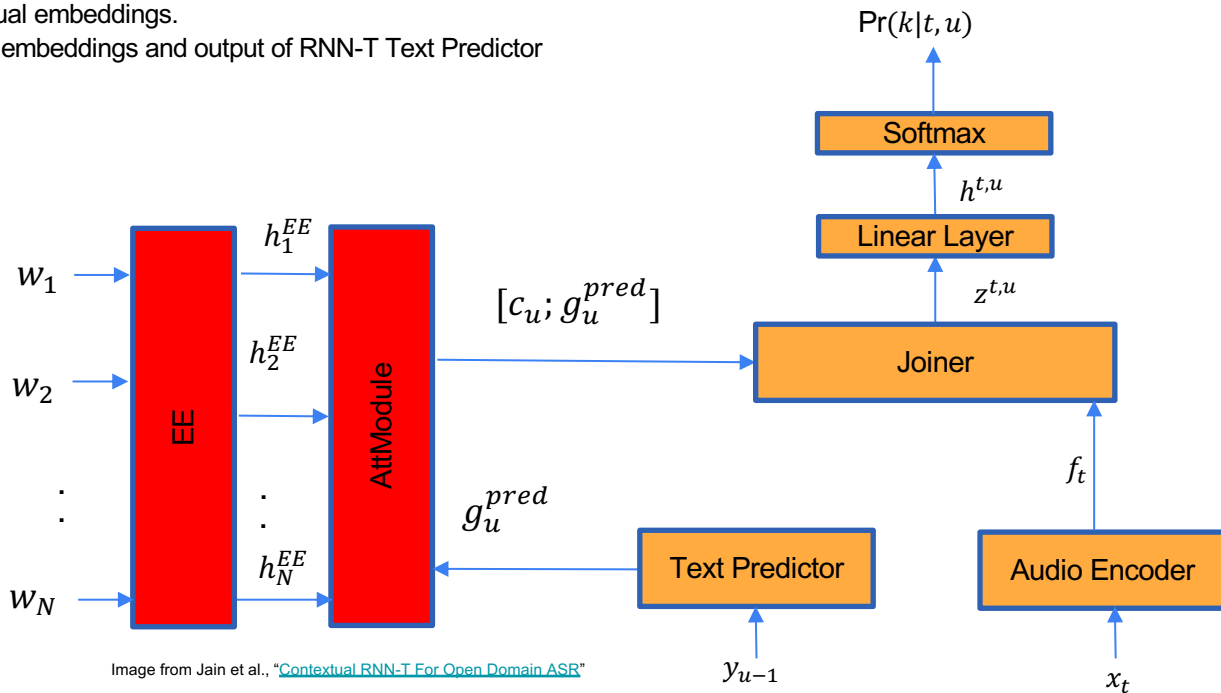 ual embeddings.
embeddings and output of RNN-T Text Predictor
Pr(k|t, u)
Softmax
h^{t,u}
Linear Layer
z^{t,u}
[c_u; g_u^{pred}]
Joiner
w_1
h_1^{EE}
w_2
h_2^{EE}
EE
AttModule
.
.
.
.
w_N
h_N^{EE}
g_u^{pred}
f_t
Text Predictor
Audio Encoder
y_{u−1}
x_t
Image from Jain et al., “Contextual RNN-T For Open Domain ASR”